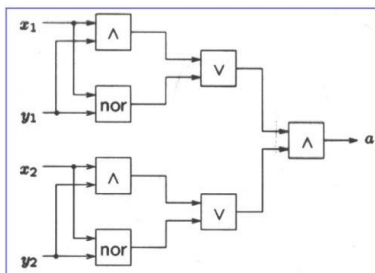 x₁ ∧
∨
y₁ nor
∧ a
x₂ ∧
∨
y₂ nor